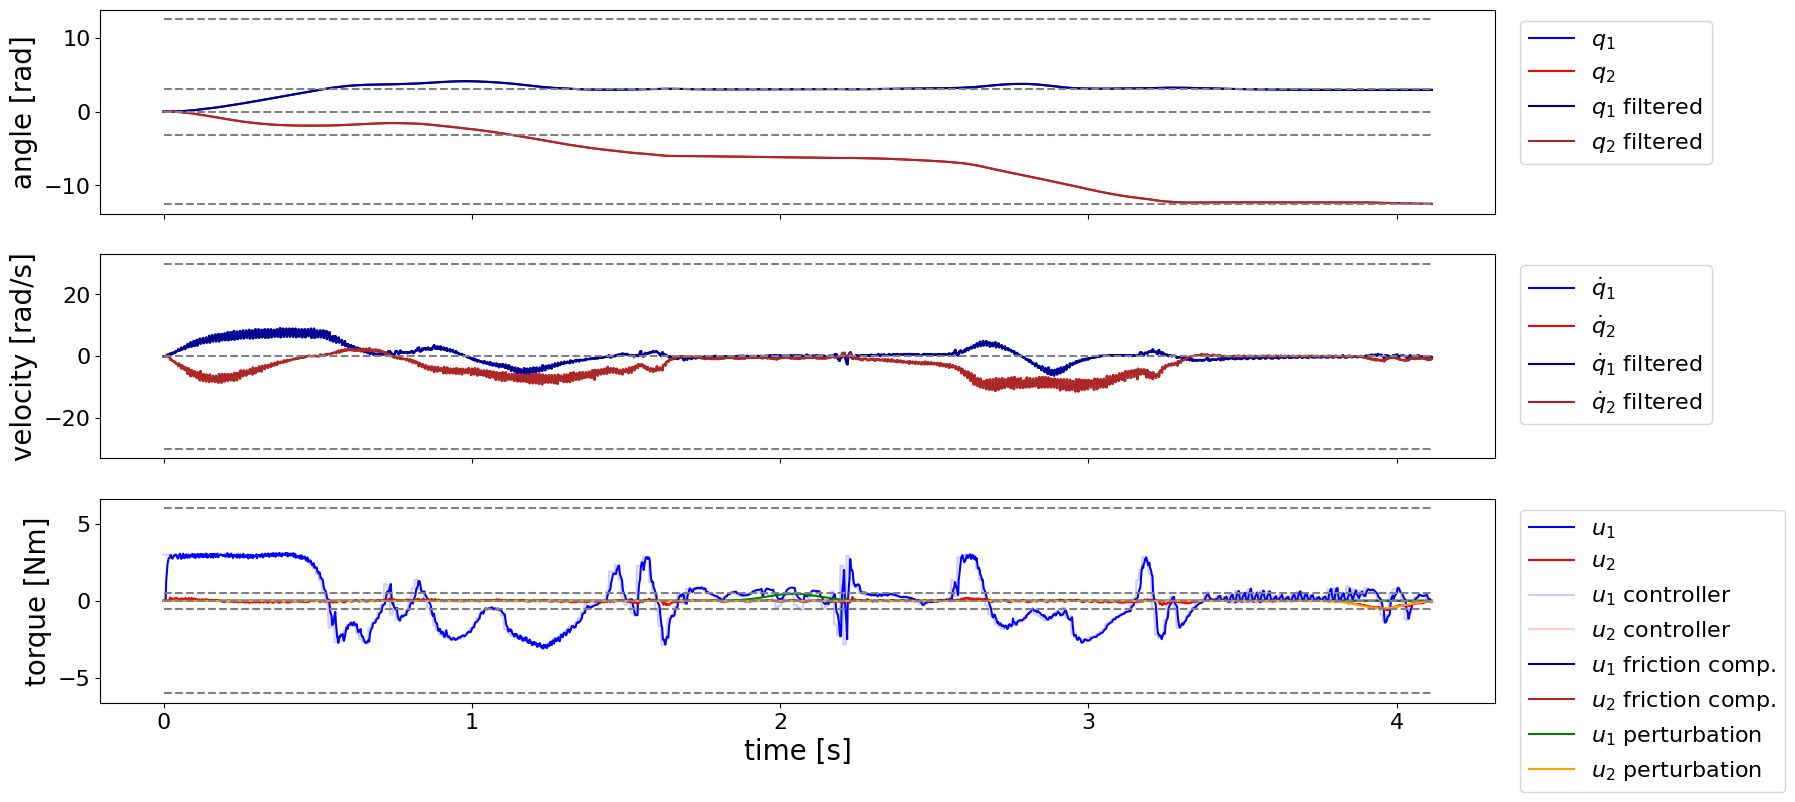 angle [rad]
10
0
−10
q₁
q₂
q₁ filtered
q₂ filtered
velocity [rad/s]
20
0
−20
q̇₁
q̇₂
q̇₁ filtered
q̇₂ filtered
torque [Nm]
5
0
−5
0 1 2 3 4
time [s]
u₁
u₂
u₁ controller
u₂ controller
u₁ friction comp.
u₂ friction comp.
u₁ perturbation
u₂ perturbation